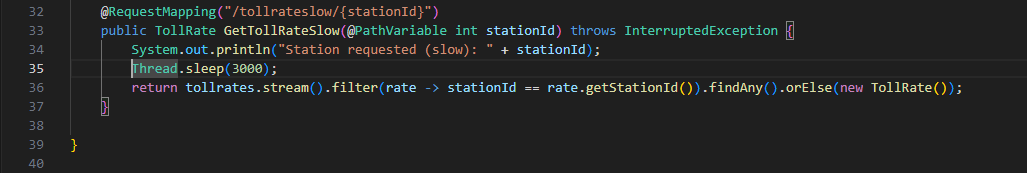 32 @RequestMapping("/tollrateslow/{stationId}")
33 public TollRate GetTollRateSlow(@PathVariable int stationId) throws InterruptedException {
34 System.out.println("Station requested (slow): " + stationId);
35 Thread.sleep(3000);
36 return tollrates.stream().filter(rate -> stationId == rate.getStationId()).findAny().orElse(new TollRate());
37 }
38
39 }
40